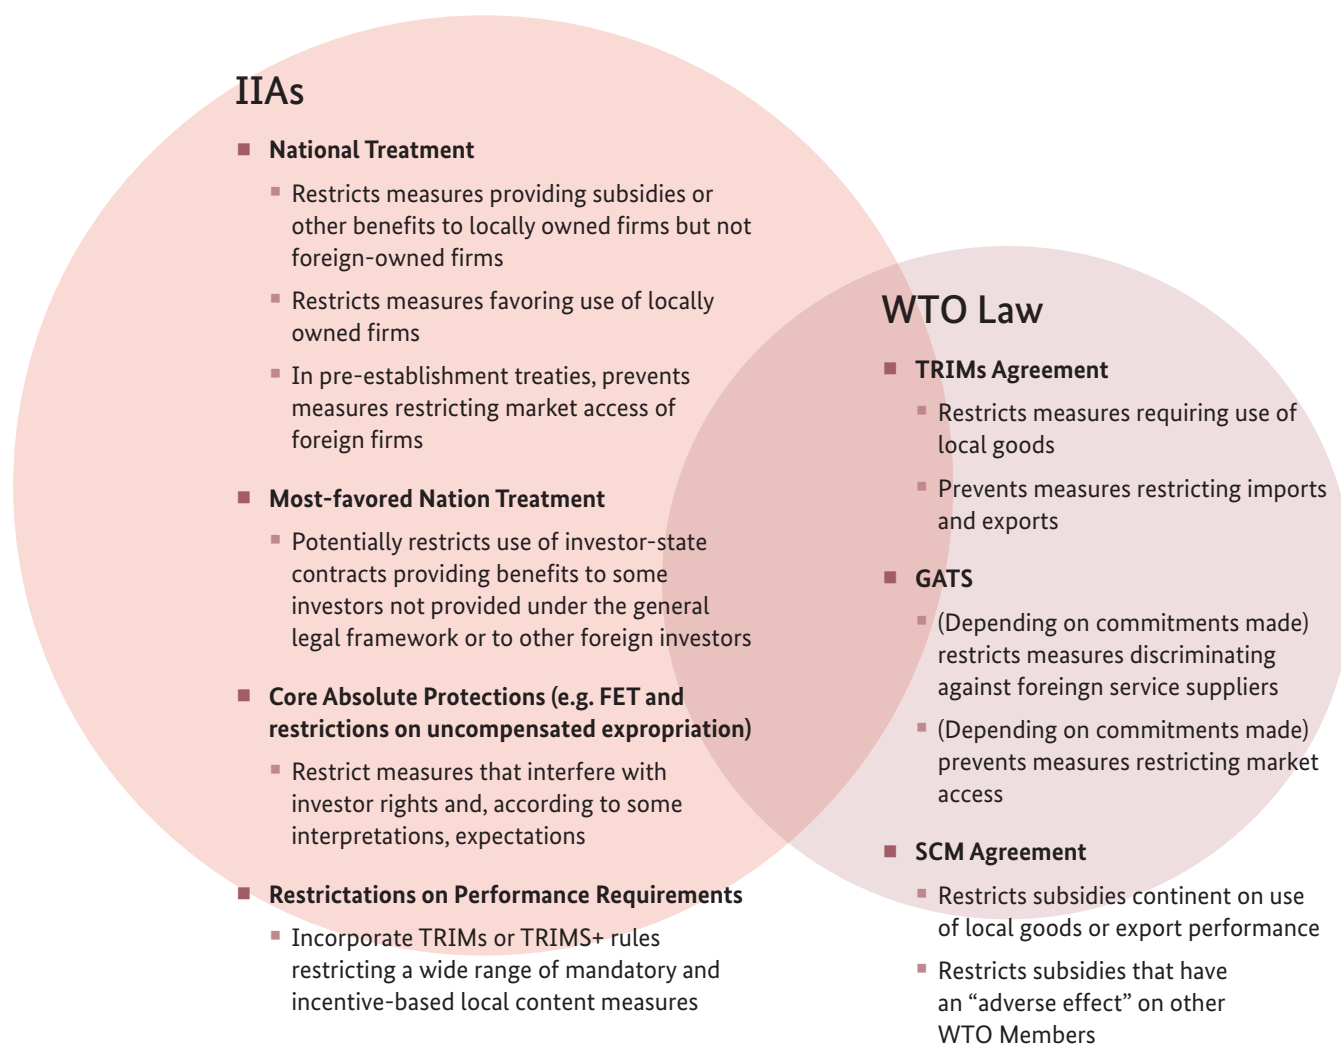 IIAs
■ National Treatment
■ Restricts measures providing subsidies or
other benefits to locally owned firms but not
foreign-owned firms
■ Restricts measures favoring use of locally
owned firms
■ In pre-establishment treaties, prevents
measures restricting market access of
foreign firms
■ Most-favored Nation Treatment
■ Potentially restricts use of investor-state
contracts providing benefits to some
investors not provided under the general
legal framework or to other foreign investors
■ Core Absolute Protections (e.g. FET and
restrictions on uncompensated expropriation)
■ Restrict measures that interfere with
investor rights and, according to some
interpretations, expectations
■ Restrictations on Performance Requirements
■ Incorporate TRIMs or TRIMS+ rules
restricting a wide range of mandatory and
incentive-based local content measures
WTO Law
■ TRIMs Agreement
■ Restricts measures requiring use of
local goods
■ Prevents measures restricting imports
and exports
■ GATS
■ (Depending on commitments made)
restricts measures discriminating
against foreingn service suppliers
■ (Depending on commitments made)
prevents measures restricting market
access
■ SCM Agreement
■ Restricts subsidies continent on use
of local goods or export performance
■ Restricts subsidies that have
an “adverse effect” on other
WTO Members